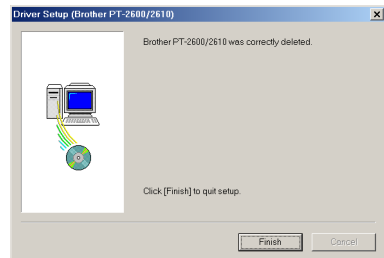 Driver Setup (Brother PT-2600/2610)
Brother PT-2600/2610 was correctly deleted.
Click [Finish] to quit setup.
Finish
Cancel